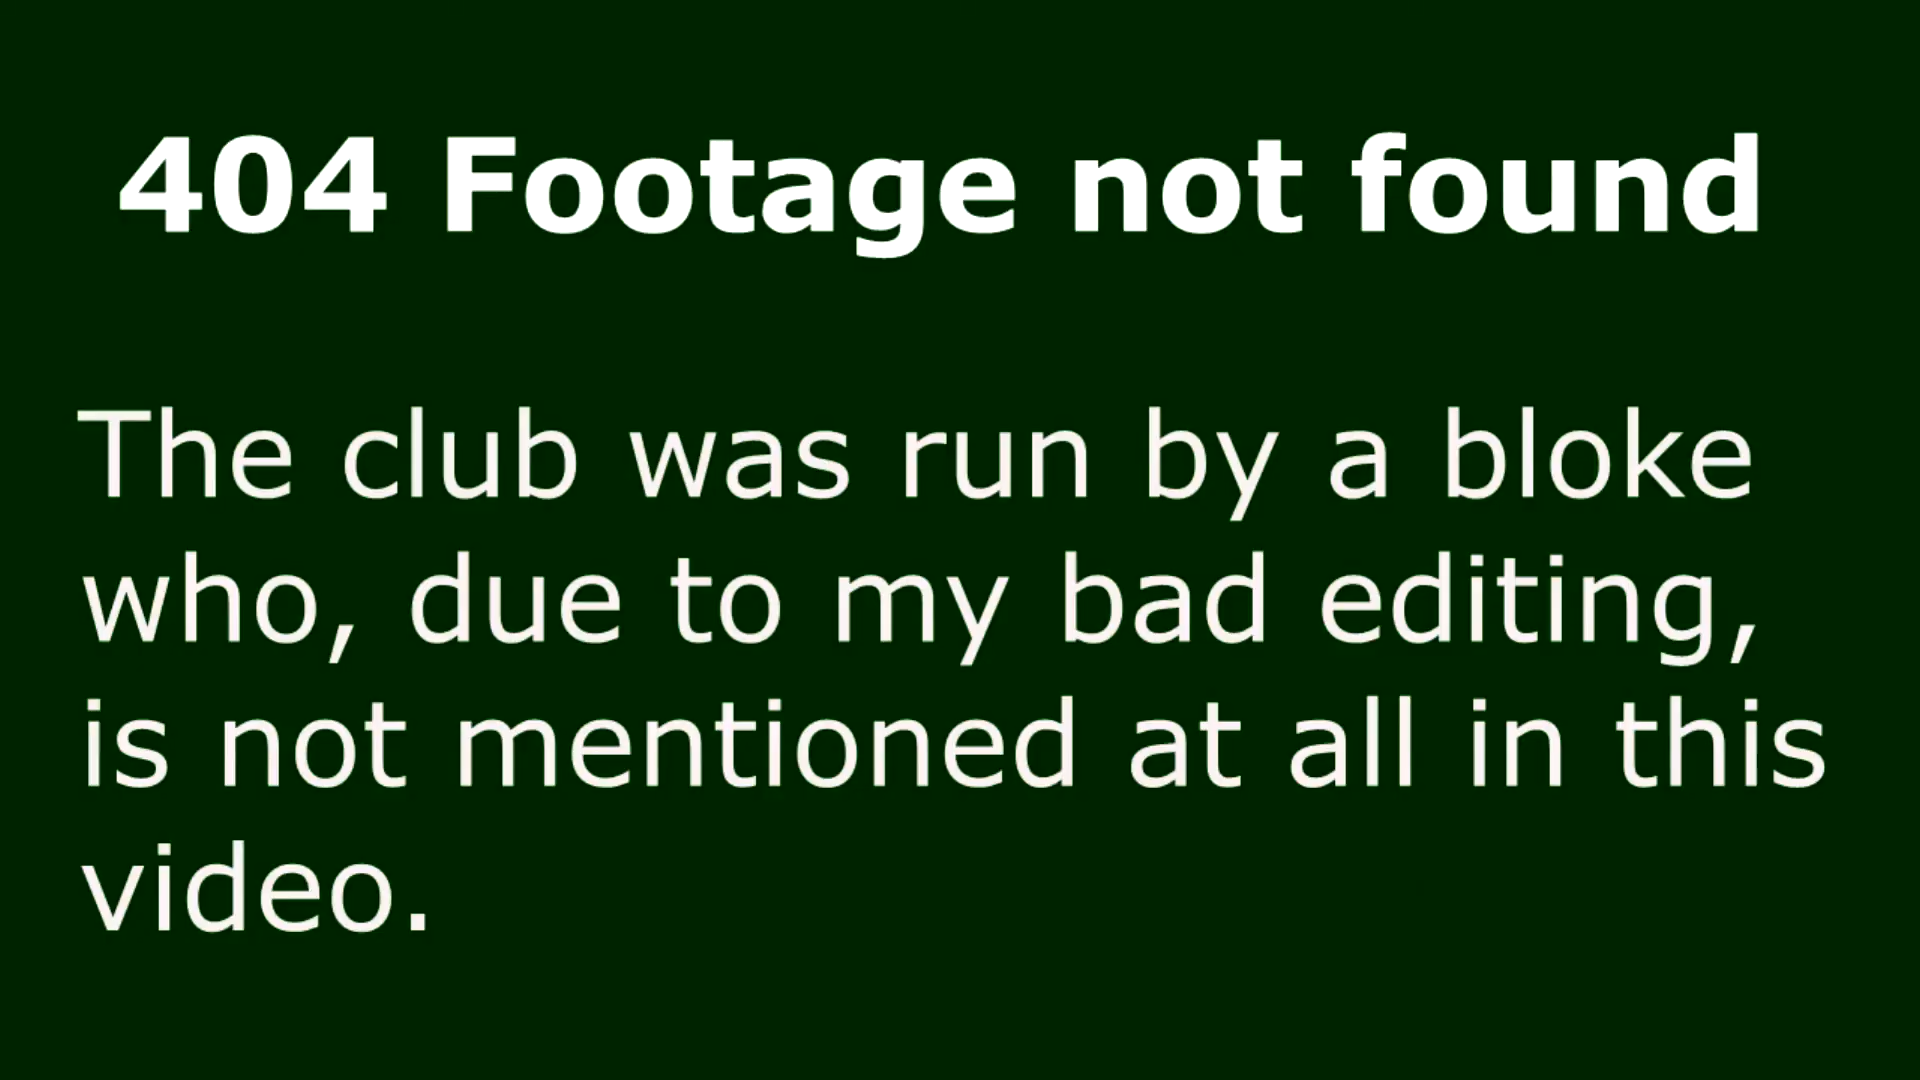 404 Footage not found
The club was run by a bloke
who, due to my bad editing,
is not mentioned at all in this
video.